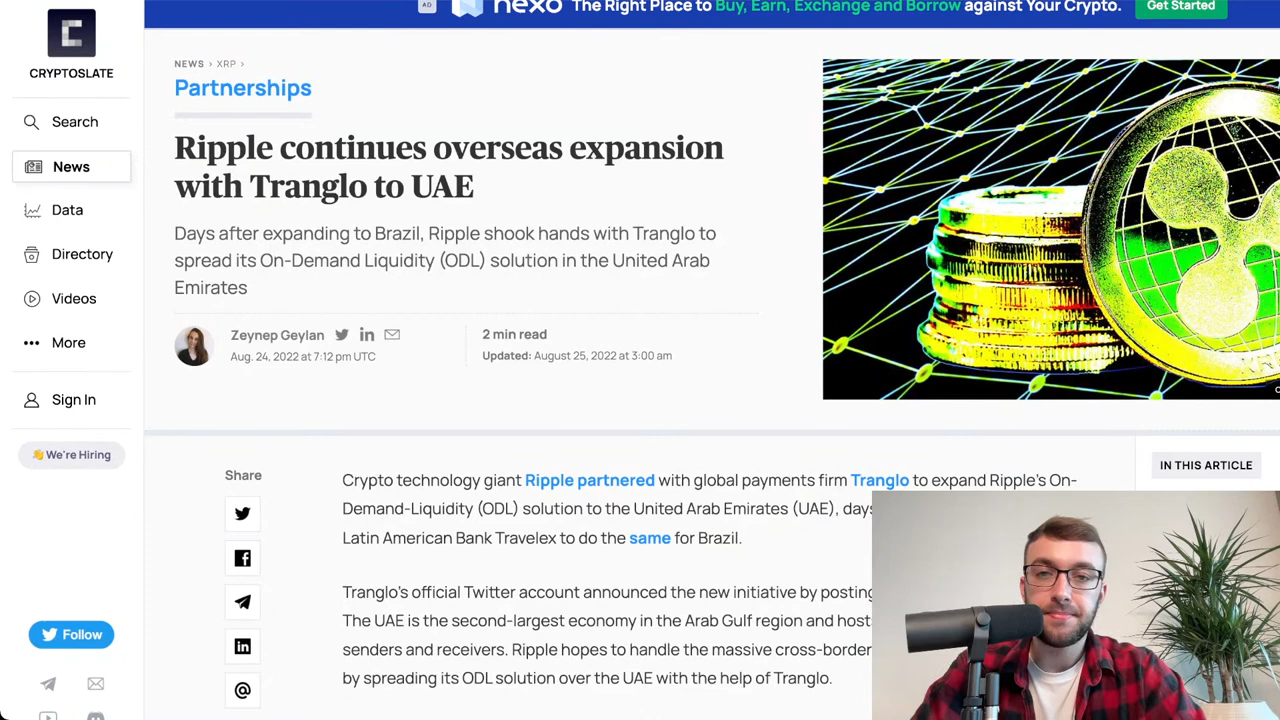 AD
nexo
The Right Place to Buy, Earn, Exchange and Borrow against Your Crypto.
Get Started
CRYPTOSLATE
Search
News
Data
Directory
Videos
More
Sign In
👋 We're Hiring
Follow
NEWS > XRP >
Partnerships
Ripple continues overseas expansion
with Tranglo to UAE
Days after expanding to Brazil, Ripple shook hands with Tranglo to
spread its On-Demand Liquidity (ODL) solution in the United Arab
Emirates
Zeynep Geylan
Aug. 24, 2022 at 7:12 pm UTC
2 min read
Updated: August 25, 2022 at 3:00 am
Share
Crypto technology giant Ripple partnered with global payments firm Tranglo to expand Ripple's On-
Demand-Liquidity (ODL) solution to the United Arab Emirates (UAE), days
Latin American Bank Travelex to do the same for Brazil.
Tranglo's official Twitter account announced the new initiative by posting
The UAE is the second-largest economy in the Arab Gulf region and host
senders and receivers. Ripple hopes to handle the massive cross-border
by spreading its ODL solution over the UAE with the help of Tranglo.
IN THIS ARTICLE